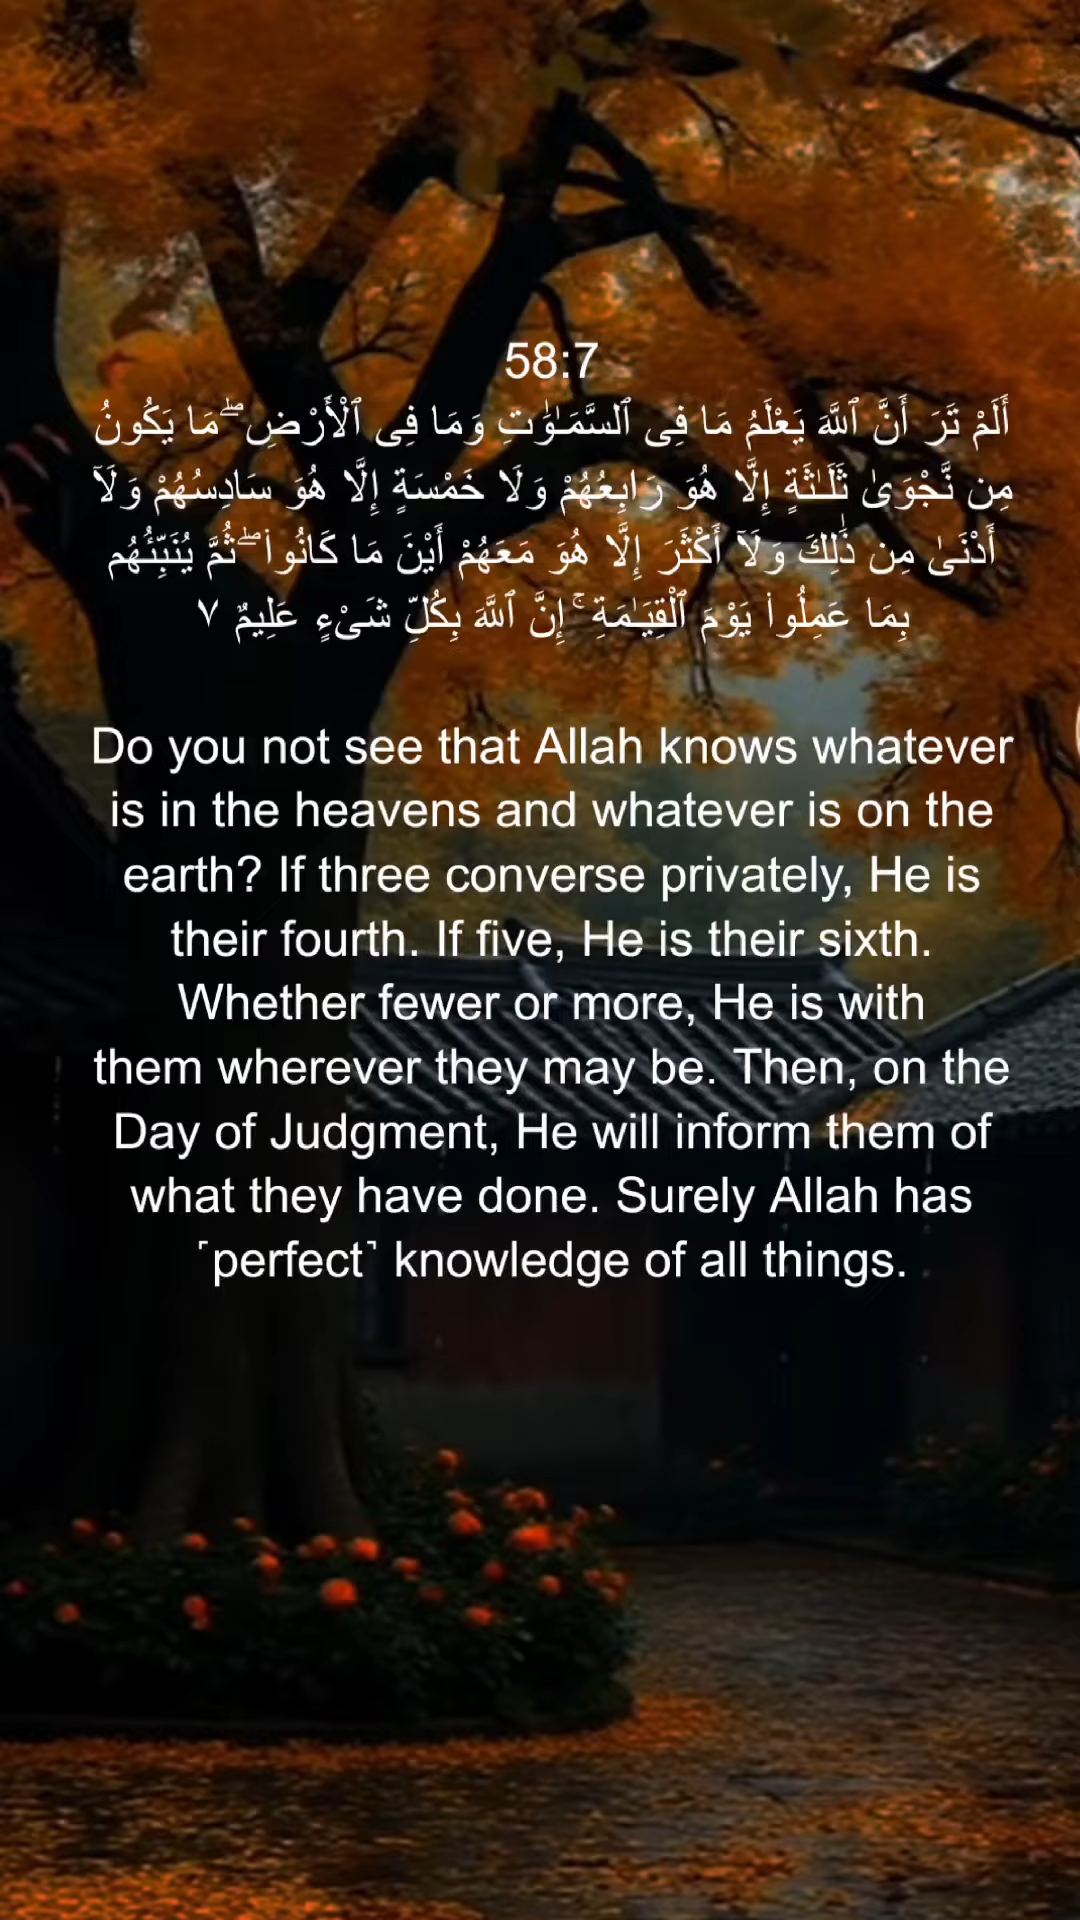 58:7
أَلَمْ تَرَ أَنَّ ٱللَّهَ يَعْلَمُ مَا فِى ٱلسَّمَـٰوَٰتِ وَمَا فِى ٱلْأَرْضِ ۖ مَا يَكُونُ
مِن نَّجْوَىٰ ثَلَـٰثَةٍ إِلَّا هُوَ رَابِعُهُمْ وَلَا خَمْسَةٍ إِلَّا هُوَ سَادِسُهُمْ وَلَآ
أَدْنَىٰ مِن ذَٰلِكَ وَلَآ أَكْثَرَ إِلَّا هُوَ مَعَهُمْ أَيْنَ مَا كَانُوا۟ ۖ ثُمَّ يُنَبِّئُهُم
بِمَا عَمِلُوا۟ يَوْمَ ٱلْقِيَـٰمَةِ ۚ إِنَّ ٱللَّهَ بِكُلِّ شَىْءٍ عَلِيمٌ ٧
Do you not see that Allah knows whatever
is in the heavens and whatever is on the
earth? If three converse privately, He is
their fourth. If five, He is their sixth.
Whether fewer or more, He is with
them wherever they may be. Then, on the
Day of Judgment, He will inform them of
what they have done. Surely Allah has
˹perfect˺ knowledge of all things.